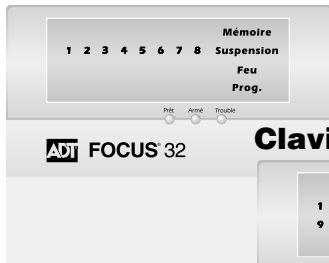 Mémoire
1 2 3 4 5 6 7 8 Suspension
Feu
Prog.
Prêt Armé Trouble
ADT FOCUS® 32
Clavi
1
9